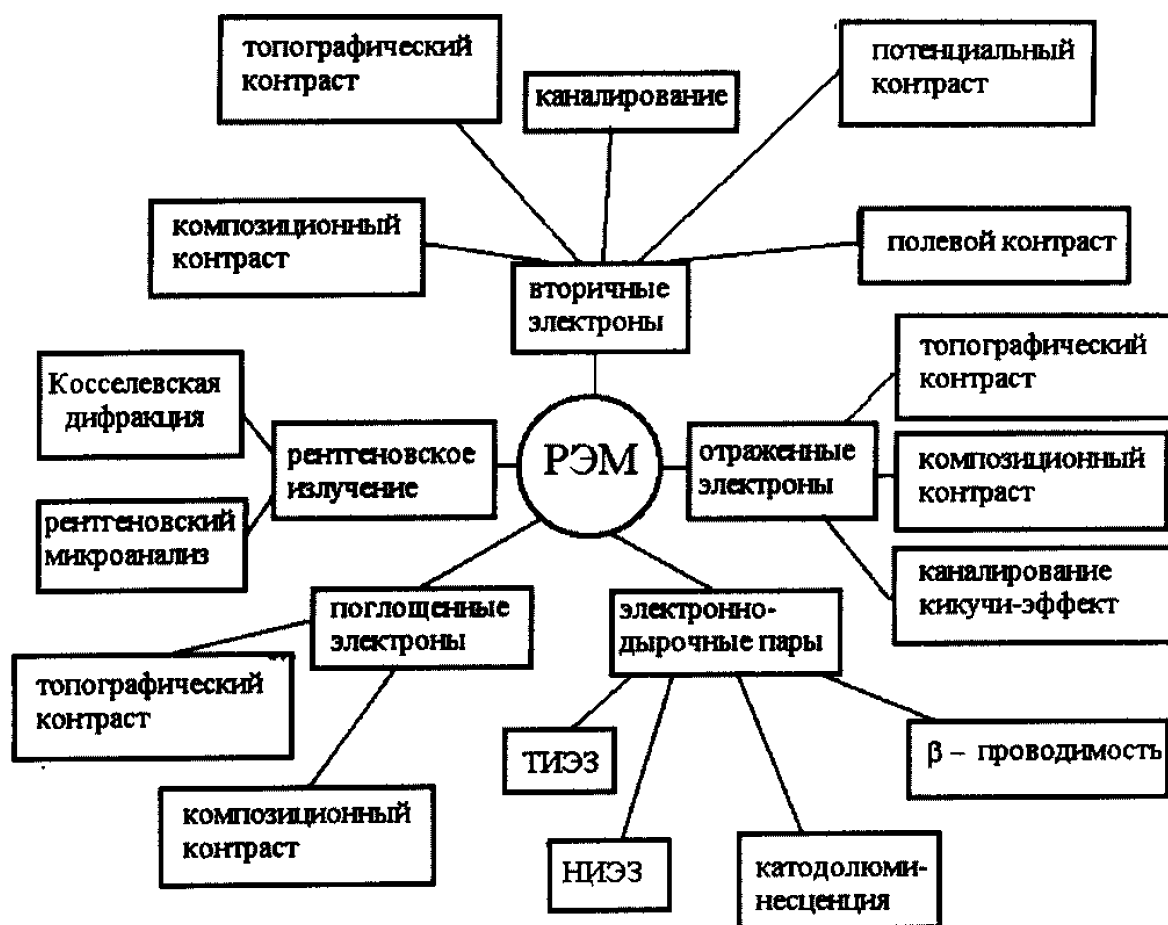 топографический
контраст
каналирование
потенциальный
контраст
композиционный
контраст
полевой контраст
вторичные
электроны
топографический
контраст
Косселевская
дифракция
рентгеновское
излучение
РЭМ
отраженные
электроны
композиционный
контраст
рентгеновский
микроанализ
каналирование
кикучи-эффект
поглощенные
электроны
электронно-
дырочные пары
топографический
контраст
ТИЭЗ
β – проводимость
композиционный
контраст
НИЭЗ
катодолюми-
несценция